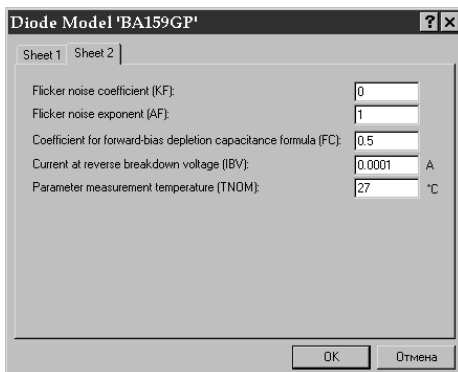 Diode Model 'BA159GP'
Sheet 1 Sheet 2
Flicker noise coefficient (KF): 0
Flicker noise exponent (AF): 1
Coefficient for forward-bias depletion capacitance formula (FC): 0.5
Current at reverse breakdown voltage (IBV): 0.0001 A
Parameter measurement temperature (TNOM): 27 °C
OK Отмена